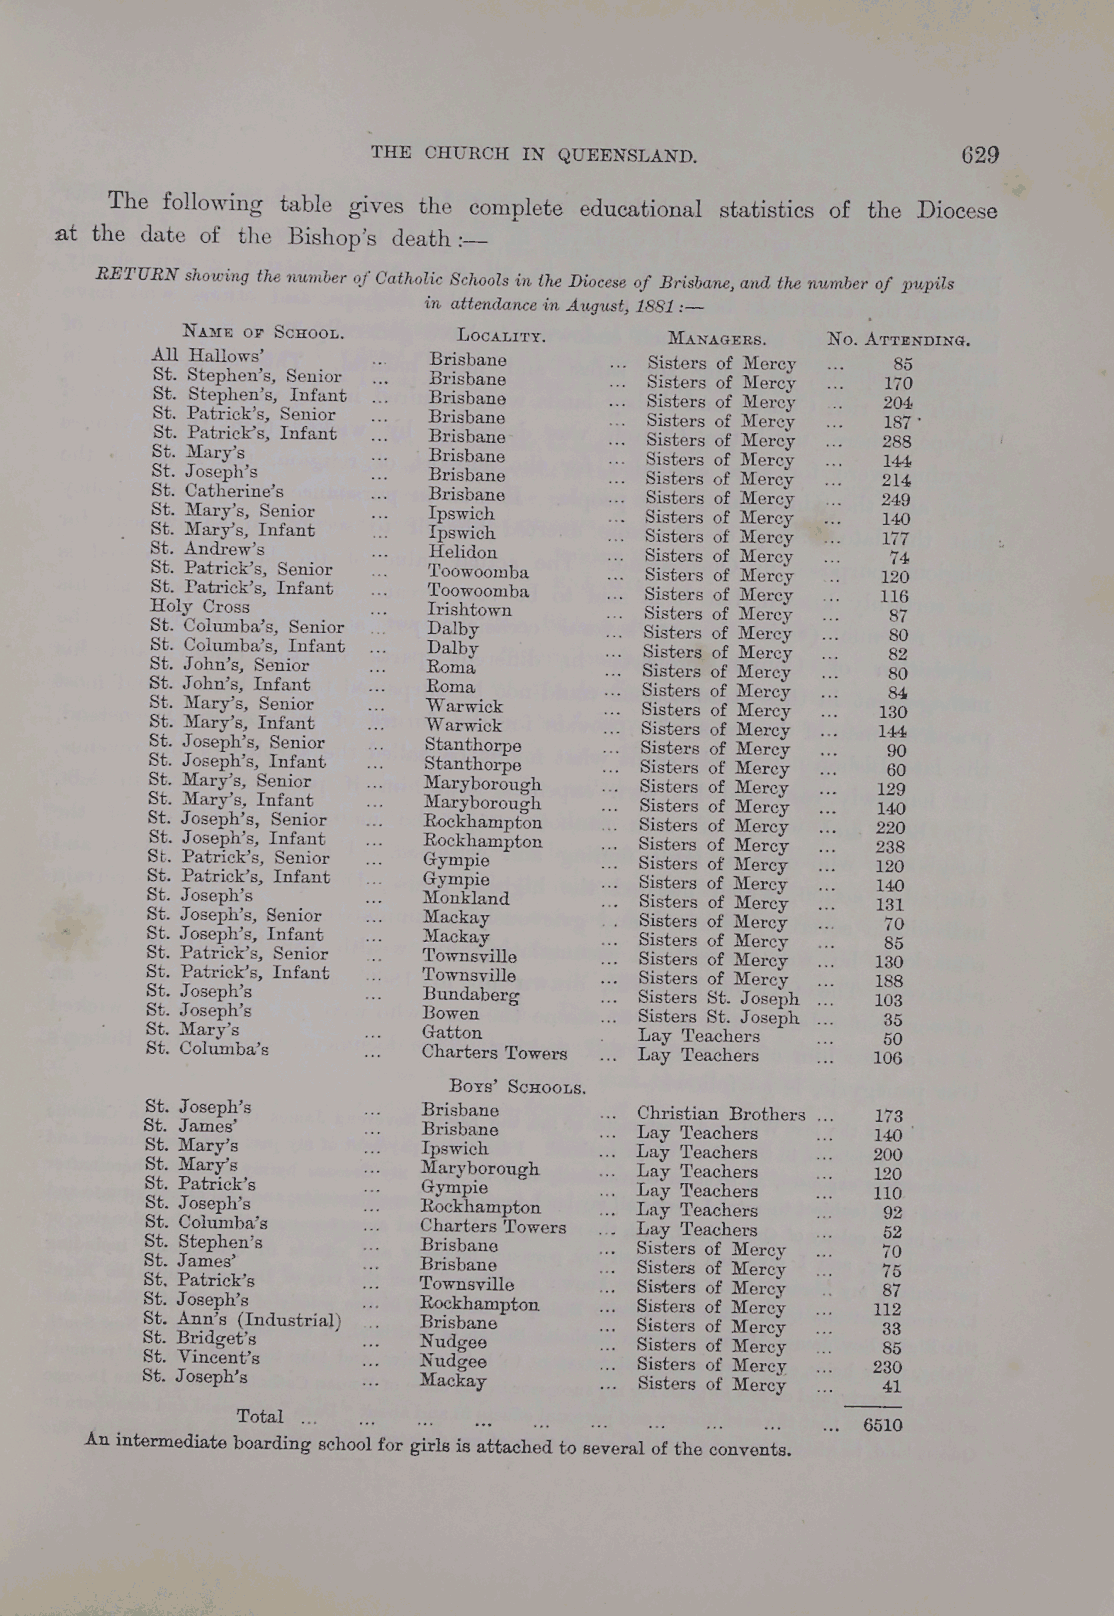 THE CHURCH IN QUEENSLAND. 629
The following table gives the complete educational statistics of the Diocese
at the date of the Bishop's death :—
RETURN showing the number of Catholic Schools in the Diocese of Brisbane, and the number of pupils
in attendance in August, 1881 :—
NAME OF SCHOOL. LOCALITY. MANAGERS. No. ATTENDING.
All Hallows' ... Brisbane ... Sisters of Mercy ... 85
St. Stephen's, Senior ... Brisbane ... Sisters of Mercy ... 170
St. Stephen's, Infant ... Brisbane ... Sisters of Mercy ... 204
St. Patrick's, Senior ... Brisbane ... Sisters of Mercy ... 187
St. Patrick's, Infant ... Brisbane ... Sisters of Mercy ... 288
St. Mary's ... Brisbane ... Sisters of Mercy ... 144
St. Joseph's ... Brisbane ... Sisters of Mercy ... 214
St. Catherine's ... Brisbane ... Sisters of Mercy ... 249
St. Mary's, Senior ... Ipswich ... Sisters of Mercy ... 140
St. Mary's, Infant ... Ipswich ... Sisters of Mercy ... 177
St. Andrew's ... Helidon ... Sisters of Mercy ... 74
St. Patrick's, Senior ... Toowoomba ... Sisters of Mercy ... 120
St. Patrick's, Infant ... Toowoomba ... Sisters of Mercy ... 116
Holy Cross ... Irishtown ... Sisters of Mercy ... 87
St. Columba's, Senior ... Dalby ... Sisters of Mercy ... 80
St. Columba's, Infant ... Dalby ... Sisters of Mercy ... 82
St. John's, Senior ... Roma ... Sisters of Mercy ... 80
St. John's, Infant ... Roma ... Sisters of Mercy ... 84
St. Mary's, Senior ... Warwick ... Sisters of Mercy ... 130
St. Mary's, Infant ... Warwick ... Sisters of Mercy ... 144
St. Joseph's, Senior ... Stanthorpe ... Sisters of Mercy ... 90
St. Joseph's, Infant ... Stanthorpe ... Sisters of Mercy ... 60
St. Mary's, Senior ... Maryborough ... Sisters of Mercy ... 129
St. Mary's, Infant ... Maryborough ... Sisters of Mercy ... 140
St. Joseph's, Senior ... Rockhampton ... Sisters of Mercy ... 220
St. Joseph's, Infant ... Rockhampton ... Sisters of Mercy ... 238
St. Patrick's, Senior ... Gympie ... Sisters of Mercy ... 120
St. Patrick's, Infant ... Gympie ... Sisters of Mercy ... 140
St. Joseph's ... Monkland ... Sisters of Mercy ... 131
St. Joseph's, Senior ... Mackay ... Sisters of Mercy ... 70
St. Joseph's, Infant ... Mackay ... Sisters of Mercy ... 85
St. Patrick's, Senior ... Townsville ... Sisters of Mercy ... 130
St. Patrick's, Infant ... Townsville ... Sisters of Mercy ... 188
St. Joseph's ... Bundaberg ... Sisters St. Joseph ... 103
St. Joseph's Bowen ... Sisters St. Joseph ... 35
St. Mary's ... Gatton . Lay Teachers ... 50
St. Columba's ... Charters Towers ... Lay Teachers ... 106
BOYS' SCHOOLS.
St. Joseph's ... Brisbane ... Christian Brothers ... 173
St. James' ... Brisbane ... Lay Teachers ... 140
St. Mary's ... Ipswich ... Lay Teachers ... 200
St. Mary's ... Maryborough ... Lay Teachers ... 120
St. Patrick's ... Gympie ... Lay Teachers ... 110
St. Joseph's ... Rockhampton ... Lay Teachers ... 92
St. Columba's ... Charters Towers ... Lay Teachers ... 52
St. Stephen's ... Brisbane ... Sisters of Mercy ... 70
St. James' ... Brisbane ... Sisters of Mercy ... 75
St. Patrick's ... Townsville ... Sisters of Mercy ... 87
St. Joseph's ... Rockhampton ... Sisters of Mercy ... 112
St. Ann's (Industrial) ... Brisbane ... Sisters of Mercy ... 33
St. Bridget's ... Nudgee ... Sisters of Mercy ... 85
St. Vincent's ... Nudgee ... Sisters of Mercy ... 230
St. Joseph's ... Mackay ... Sisters of Mercy ... 41
Total ... ... ... ... ... ... ... ... ... ... 6510
An intermediate boarding school for girls is attached to several of the convents.